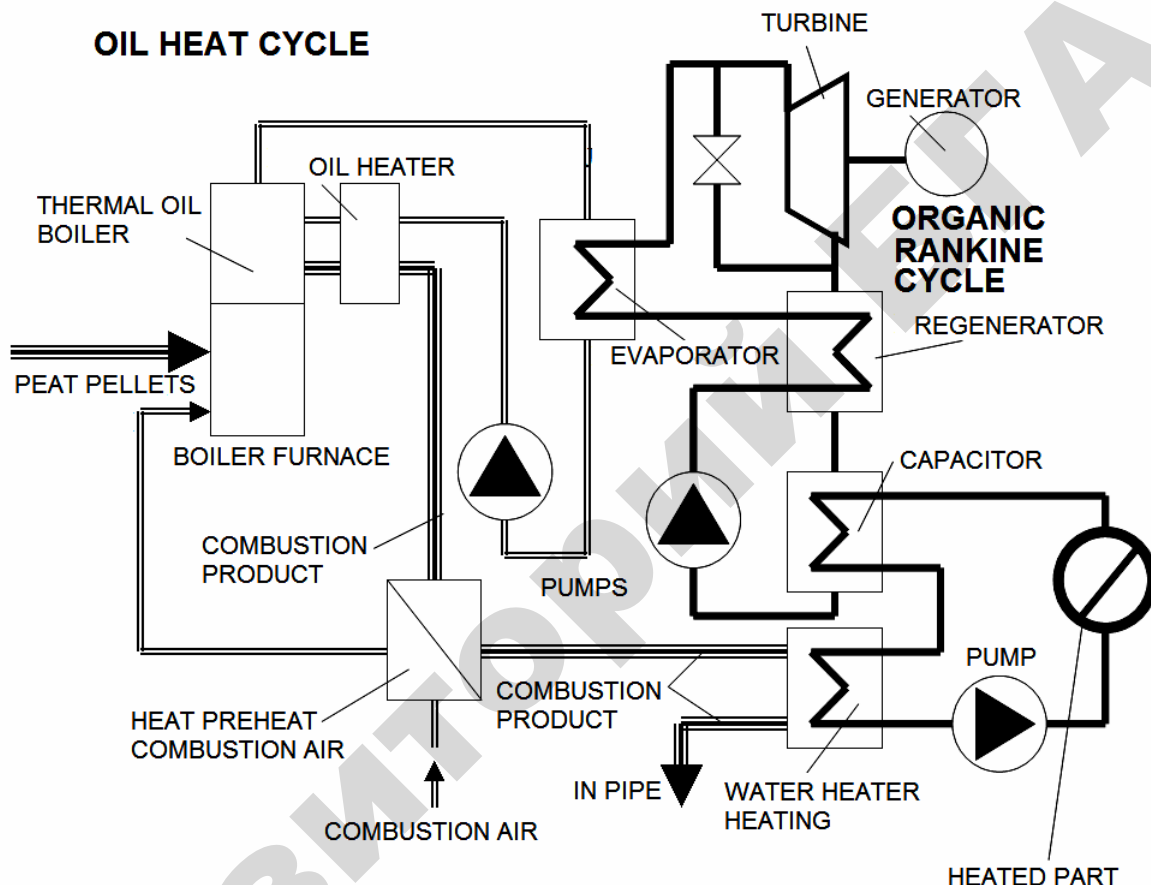 TURBINE
OIL HEAT CYCLE
GENERATOR
OIL HEATER
THERMAL OIL
BOILER
ORGANIC
RANKINE
CYCLE
REGENERATOR
EVAPORATOR
PEAT PELLETS
BOILER FURNACE
CAPACITOR
COMBUSTION
PRODUCT
PUMPS
PUMP
HEAT PREHEAT
COMBUSTION AIR
COMBUSTION
PRODUCT
IN PIPE
WATER HEATER
HEATING
COMBUSTION AIR
HEATED PART
виторий БГА